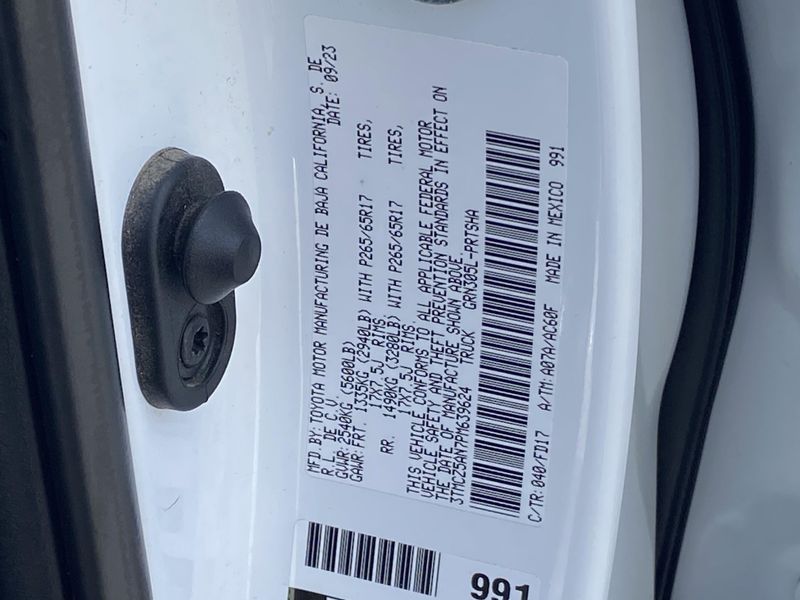 MFD.BY: TOYOTA MOTOR MANUFACTURING DE BAJA CALIFORNIA, S. DE
R.L. DE C.V. DATE: 09/23
GVWR: 2540KG (5600LB)
GAWR: FRT. 1335KG (2940LB) WITH P265/65R17 TIRES,
17X7.5J RIMS
RR. 1490KG (3280LB) WITH P265/65R17 TIRES,
17X7.5J RIMS
THIS VEHICLE CONFORMS TO ALL APPLICABLE FEDERAL MOTOR
VEHICLE SAFETY AND THEFT PREVENTION STANDARDS IN EFFECT ON
THE DATE OF MANUFACTURE SHOWN ABOVE.
3TMCZ5AN7PM639624 TRUCK GRN305L-PRTSHA
C/TR: 040/FD17 A/TM: A07A/AC60F MADE IN MEXICO 991
991